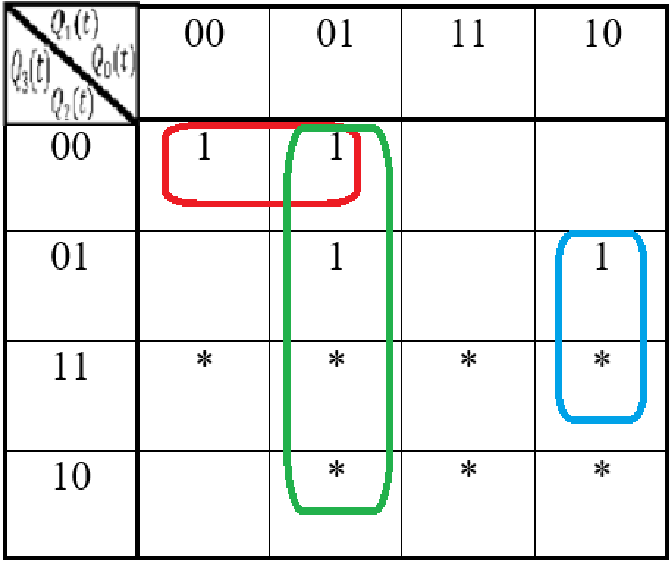 Q₁(t)
Q₀(t)
Q₃(t)
Q₂(t)
00 01 11 10
00 1 1
01 1 1
11 * * * *
10 * * *